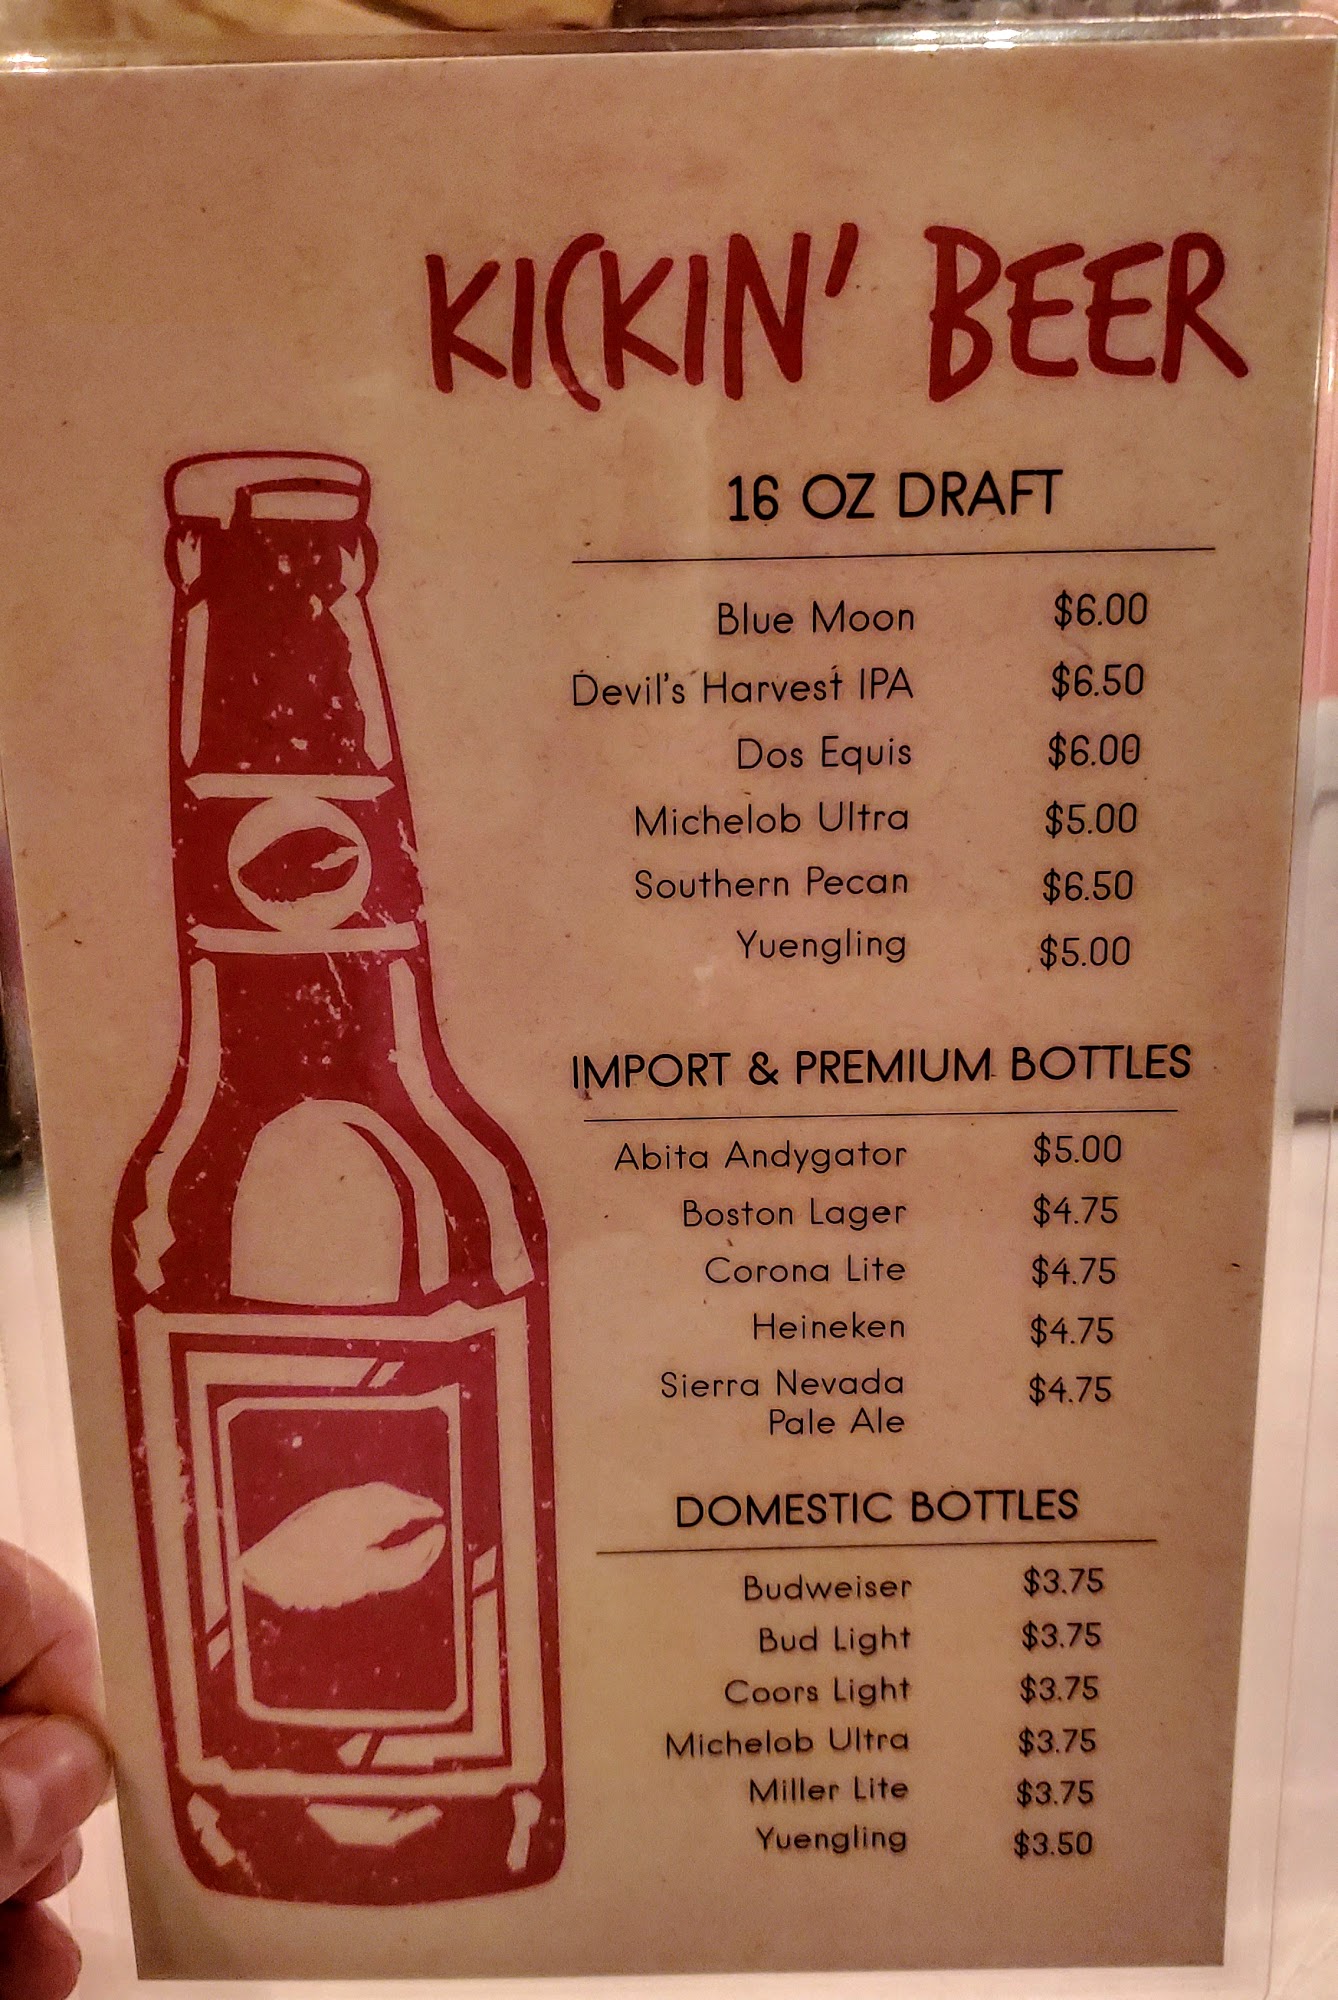 KICKIN' BEER
16 OZ DRAFT
Blue Moon $6.00
Devil's Harvest IPA $6.50
Dos Equis $6.00
Michelob Ultra $5.00
Southern Pecan $6.50
Yuengling $5.00
IMPORT & PREMIUM BOTTLES
Abita Andygator $5.00
Boston Lager $4.75
Corona Lite $4.75
Heineken $4.75
Sierra Nevada $4.75
Pale Ale
DOMESTIC BOTTLES
Budweiser $3.75
Bud Light $3.75
Coors Light $3.75
Michelob Ultra $3.75
Miller Lite $3.75
Yuengling $3.50